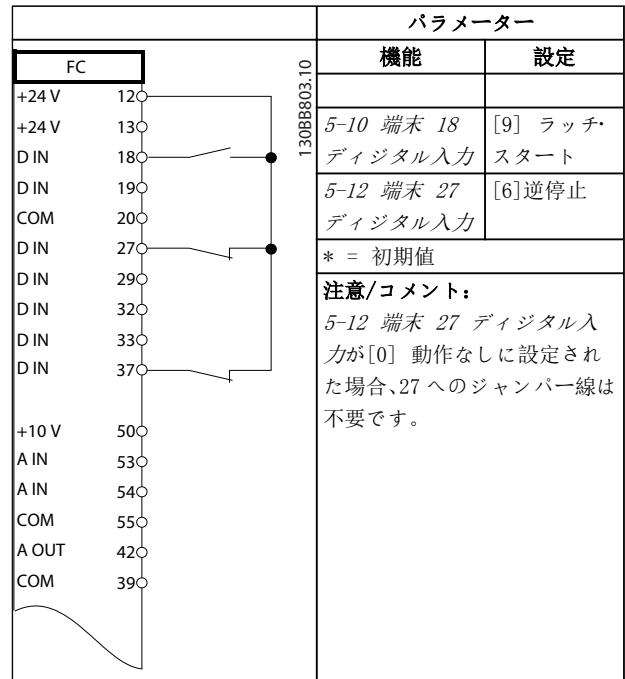 FC
+24 V 12
+24 V 13
D IN 18
D IN 19
COM 20
D IN 27
D IN 29
D IN 32
D IN 33
D IN 37
+10 V 50
A IN 53
A IN 54
COM 55
A OUT 42
COM 39
130BB803.10
パラメーター
機能 設定
5-10 端末 18 [9] ラッチ・
ディジタル入力 スタート
5-12 端末 27 [6]逆停止
ディジタル入力
* = 初期値
注意/コメント:
5-12 端末 27 ディジタル入
力が[0] 動作なしに設定され
た場合、27 へのジャンパー線は
不要です。